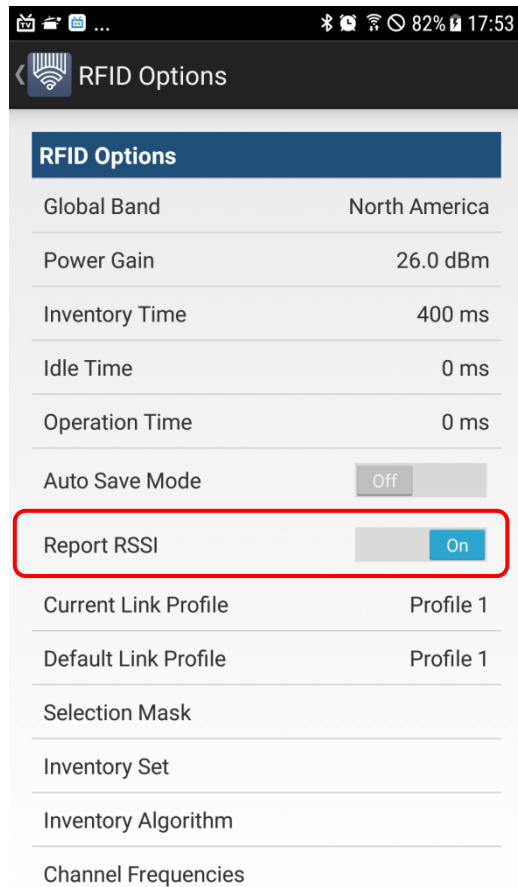 ... 82% 17:53
RFID Options
RFID Options
Global Band North America
Power Gain 26.0 dBm
Inventory Time 400 ms
Idle Time 0 ms
Operation Time 0 ms
Auto Save Mode Off
Report RSSI On
Current Link Profile Profile 1
Default Link Profile Profile 1
Selection Mask
Inventory Set
Inventory Algorithm
Channel Frequencies